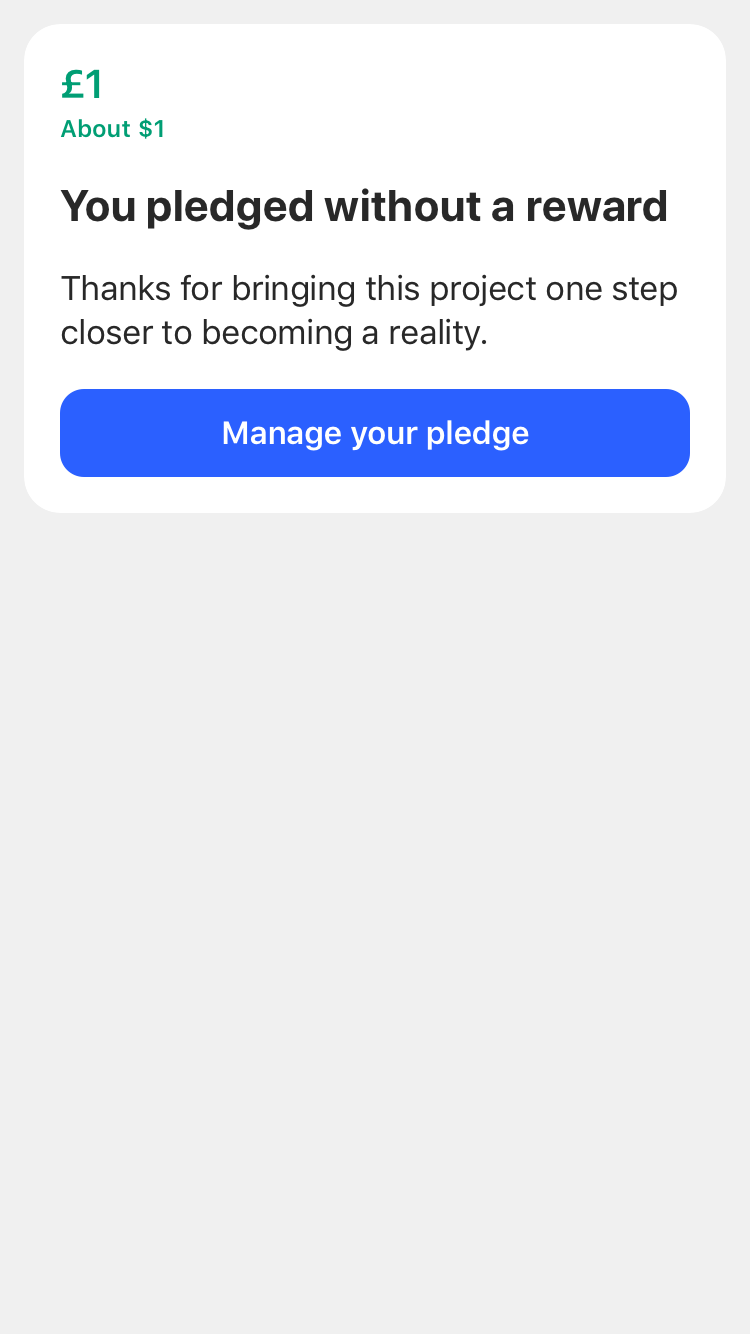 £1
About $1
You pledged without a reward
Thanks for bringing this project one step
closer to becoming a reality.
Manage your pledge